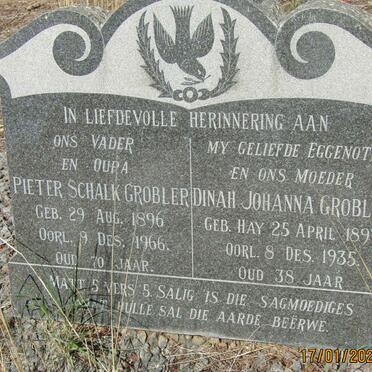 IN LIEFDEVOLLE HERINNERING AAN
ONS VADER
EN OUPA
PIETER SCHALK GROBLER
GEB. 29 AUG. 1896
OORL. 9 DES. 1966.
OUD 70 JAAR.
MY GELIEFDE EGGENOT
EN ONS MOEDER
DINAH JOHANNA GROBL
GEB. HAY 25 APRIL 189
OORL. 8 DES. 1935
OUD 38 JAAR
MATT. 5 VERS 5. SALIG IS DIE SAGMOEDIGES
HULLE SAL DIE AARDE BEËRWE.
17/01/202